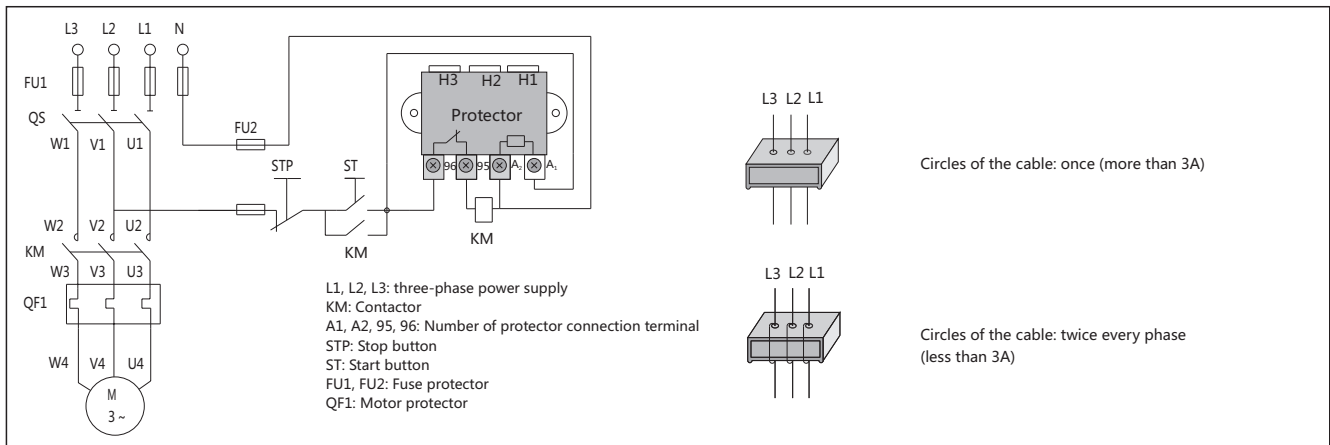 L3 L2 L1 N
FU1
QS
W1 V1 U1
FU2
STP ST
H3 H2 H1
Protector
96 95 A₂ A₁
KM
KM
W2 V2 U2
KM
W3 V3 U3
QF1
W4 V4 U4
M
3~
L1, L2, L3: three-phase power supply
KM: Contactor
A1, A2, 95, 96: Number of protector connection terminal
STP: Stop button
ST: Start button
FU1, FU2: Fuse protector
QF1: Motor protector
L3 L2 L1
Circles of the cable: once (more than 3A)
L3 L2 L1
Circles of the cable: twice every phase
(less than 3A)